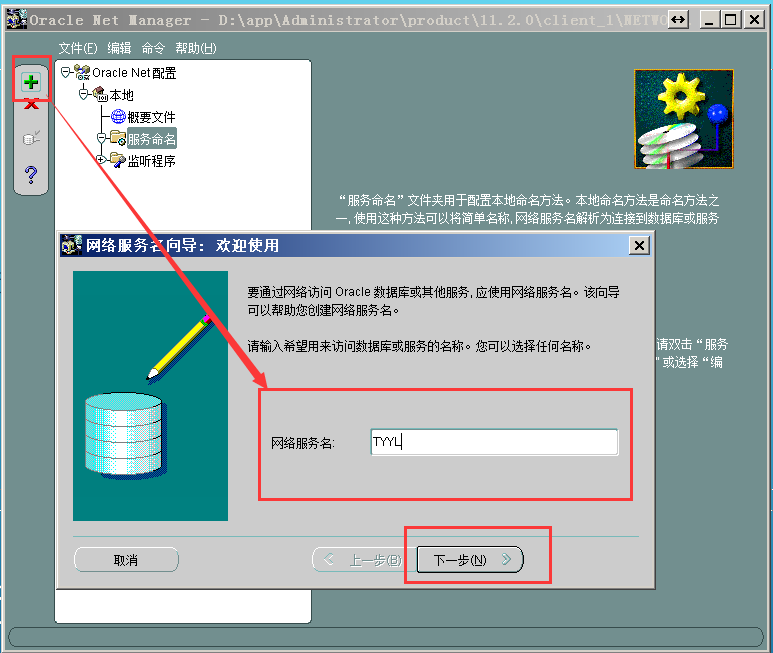 Oracle Net Manager - D:\app\Administrator\product\11.2.0\client_1\NETWO
文件(F) 编辑 命令 帮助(H)
Oracle Net配置
本地
概要文件
服务命名
监听程序
“服务命名”文件夹用于配置本地命名方法。本地命名方法是命名方法之
一, 使用这种方法可以将简单名称, 网络服务名解析为连接到数据库或服务
请双击“服务
”或选择“编
网络服务名向导: 欢迎使用
要通过网络访问 Oracle 数据库或其他服务, 应使用网络服务名。该向导
可以帮助您创建网络服务名。
请输入希望用来访问数据库或服务的名称。您可以选择任何名称。
网络服务名:
TYYL
取消
上一步(B)
下一步(N)